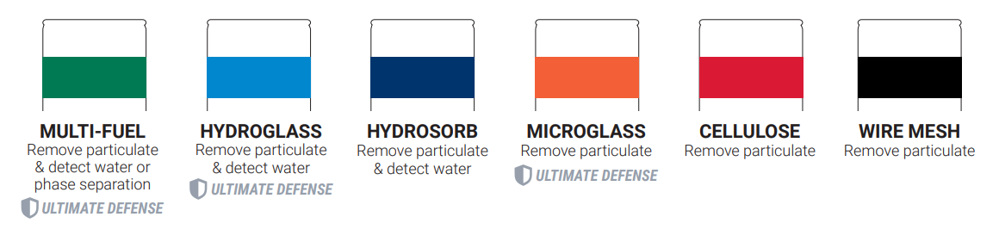 MULTI-FUEL
Remove particulate
& detect water or
phase separation
ULTIMATE DEFENSE
HYDROGLASS
Remove particulate
& detect water
ULTIMATE DEFENSE
HYDROSORB
Remove particulate
& detect water
MICROGLASS
Remove particulate
ULTIMATE DEFENSE
CELLULOSE
Remove particulate
WIRE MESH
Remove particulate